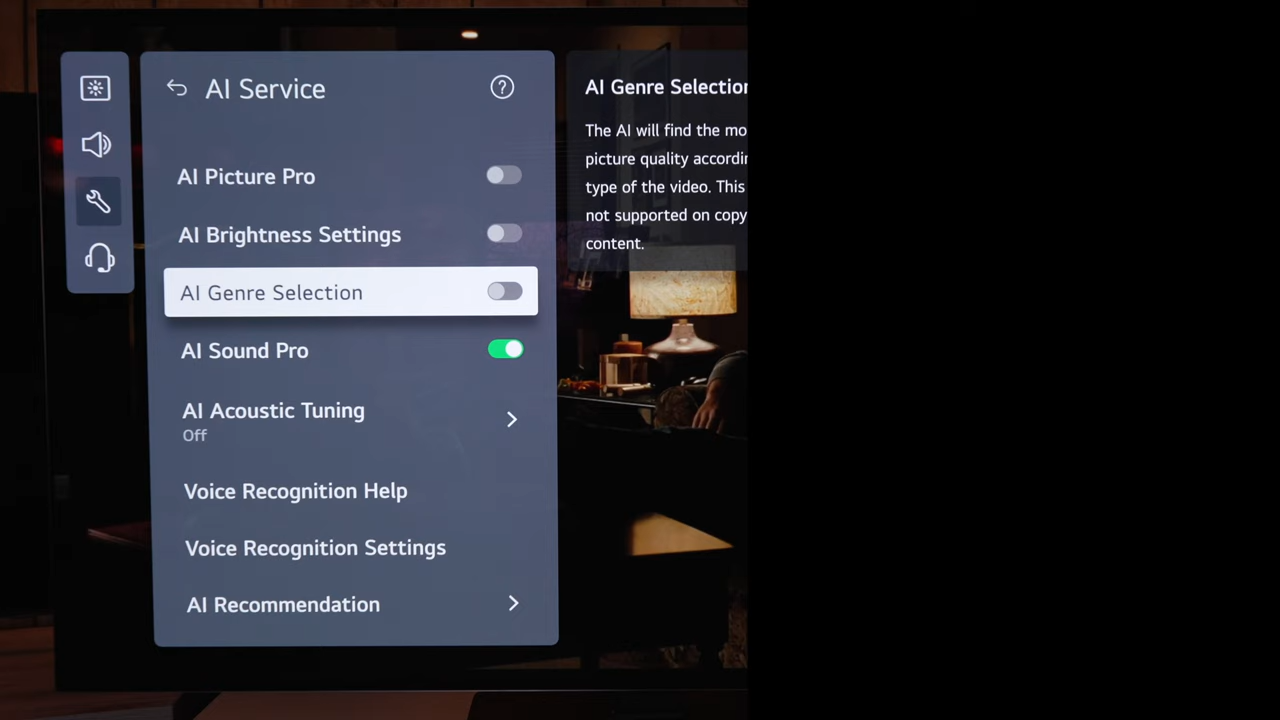 AI Service
AI Picture Pro
AI Brightness Settings
AI Genre Selection
AI Sound Pro
AI Acoustic Tuning
Off
Voice Recognition Help
Voice Recognition Settings
AI Recommendation
AI Genre Selection
The AI will find the mo
picture quality accordin
type of the video. This
not supported on copy
content.